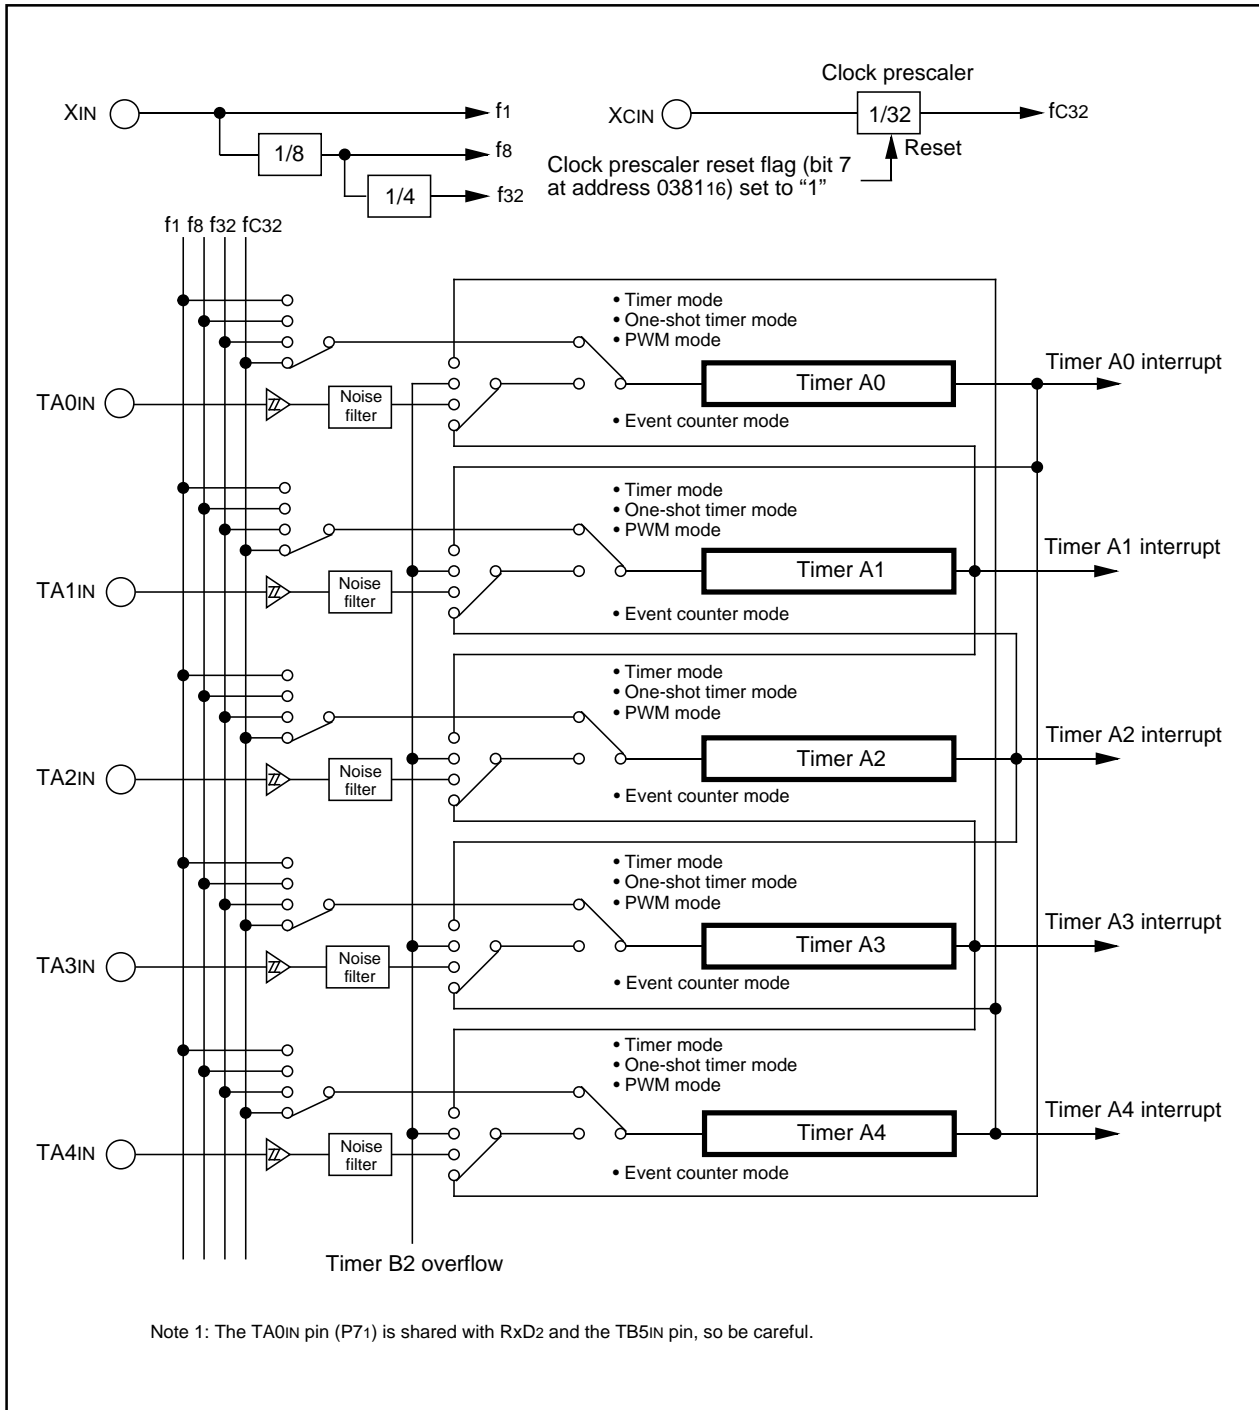 Clock prescaler
XIN
f1
XCIN
1/32
fC32
1/8
f8
Reset
Clock prescaler reset flag (bit 7
at address 038116) set to “1”
1/4
f32
f1 f8 f32 fC32
• Timer mode
• One-shot timer mode
• PWM mode
Timer A0
Timer A0 interrupt
TA0IN
Noise
filter
• Event counter mode
• Timer mode
• One-shot timer mode
• PWM mode
Timer A1
Timer A1 interrupt
TA1IN
Noise
filter
• Event counter mode
• Timer mode
• One-shot timer mode
• PWM mode
Timer A2
Timer A2 interrupt
TA2IN
Noise
filter
• Event counter mode
• Timer mode
• One-shot timer mode
• PWM mode
Timer A3
Timer A3 interrupt
TA3IN
Noise
filter
• Event counter mode
• Timer mode
• One-shot timer mode
• PWM mode
Timer A4
Timer A4 interrupt
TA4IN
Noise
filter
• Event counter mode
Timer B2 overflow
Note 1: The TA0IN pin (P71) is shared with RxD2 and the TB5IN pin, so be careful.